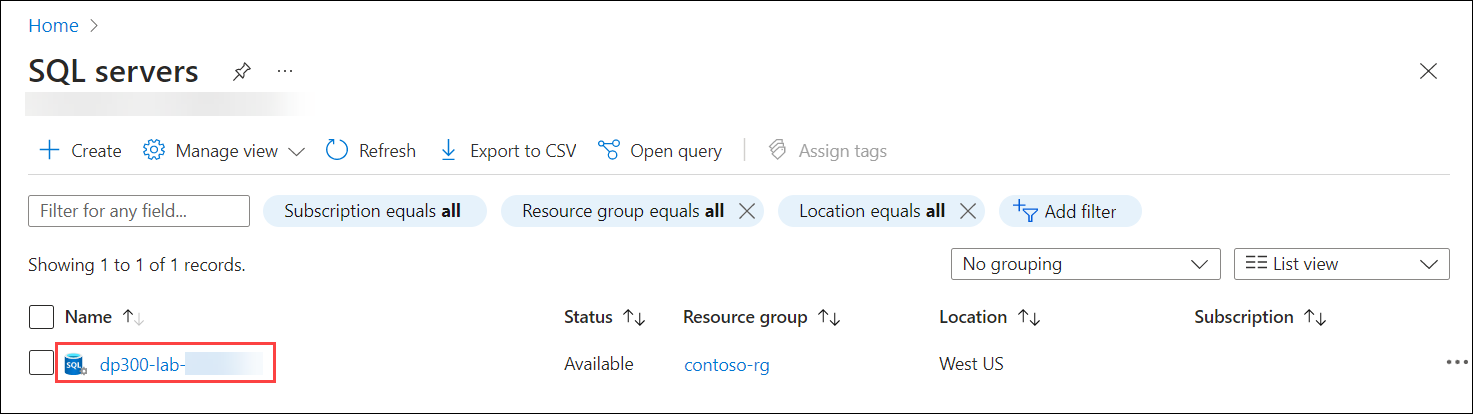 Home >
SQL servers ...
+ Create Manage view Refresh Export to CSV Open query Assign tags
Filter for any field... Subscription equals all Resource group equals all Location equals all Add filter
Showing 1 to 1 of 1 records. No grouping List view
Name ↑↓ Status ↑↓ Resource group ↑↓ Location ↑↓ Subscription ↑↓
SQL dp300-lab- Available contoso-rg West US ...